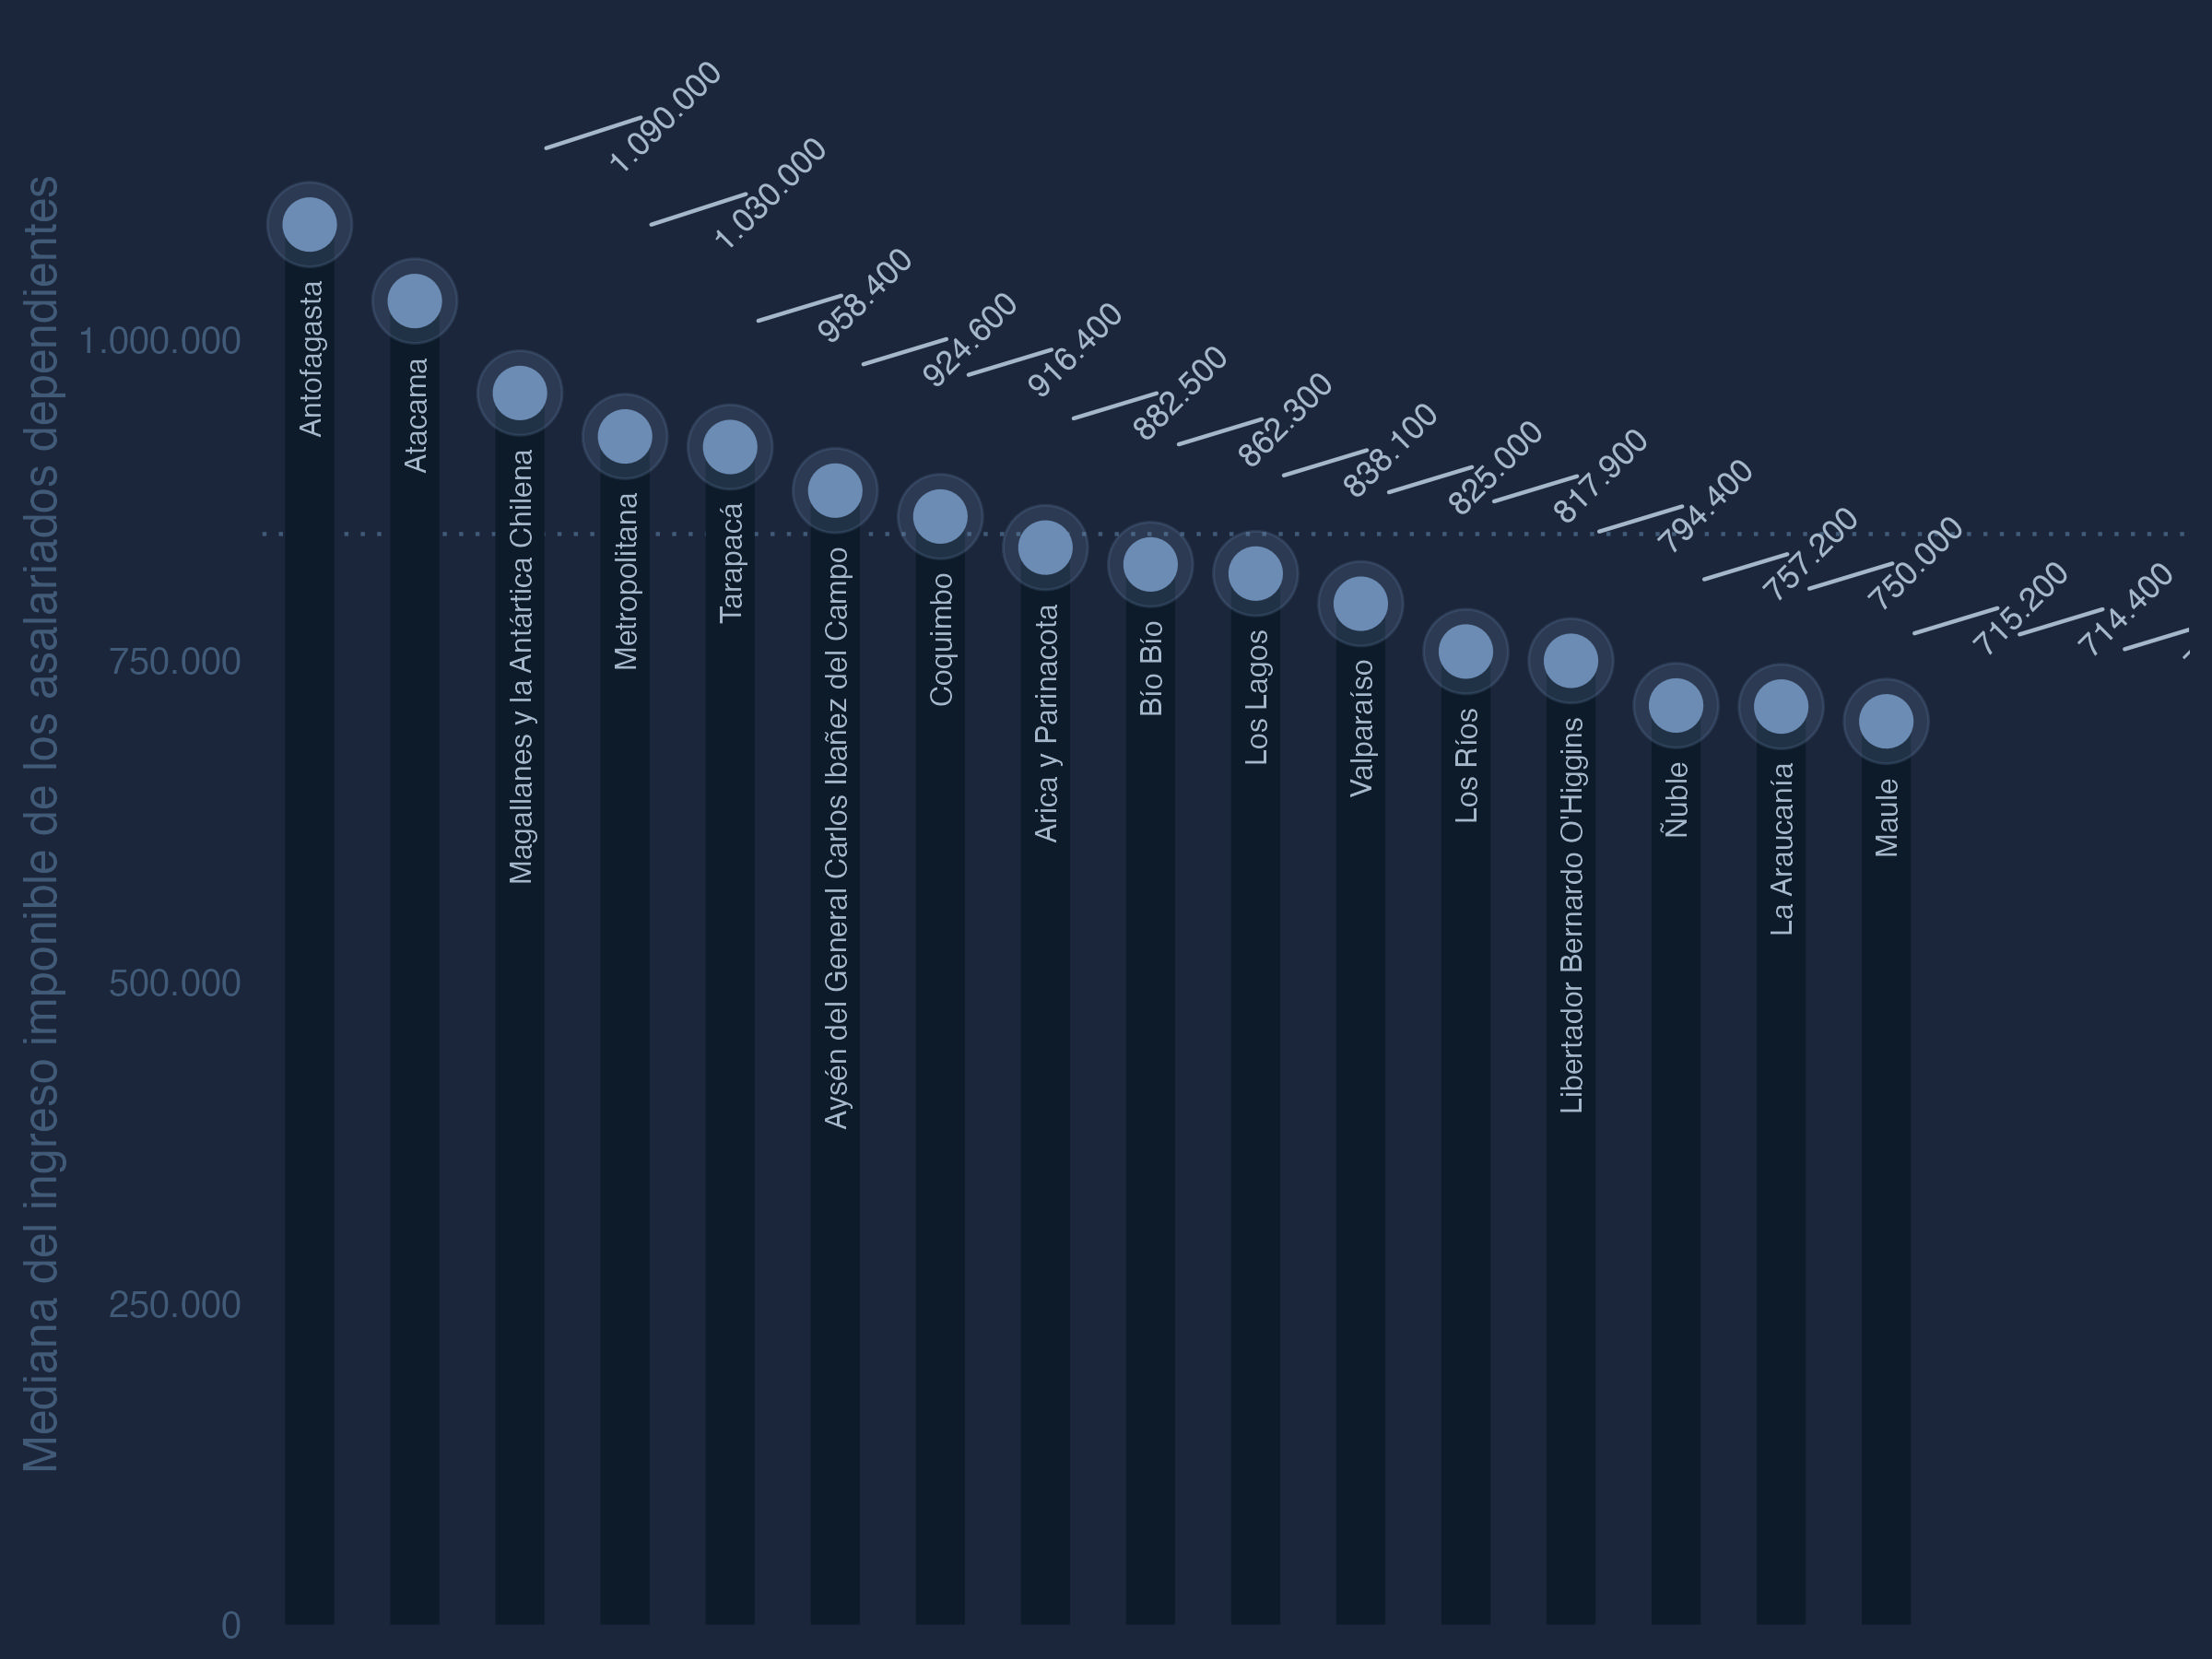 Mediana del ingreso imponible de los asalariados dependientes
1.000.000
750.000
500.000
250.000
0
1.090.000
1.030.000
958.400
924.600
916.400
882.500
862.300
838.100
825.000
817.900
794.400
757.200
750.000
715.200
714.400
Antofagasta
Atacama
Magallanes y la Antártica Chilena
Metropolitana
Tarapacá
Aysén del General Carlos Ibañez del Campo
Coquimbo
Arica y Parinacota
Bío Bío
Los Lagos
Valparaíso
Los Ríos
Libertador Bernardo O'Higgins
Ñuble
La Araucanía
Maule